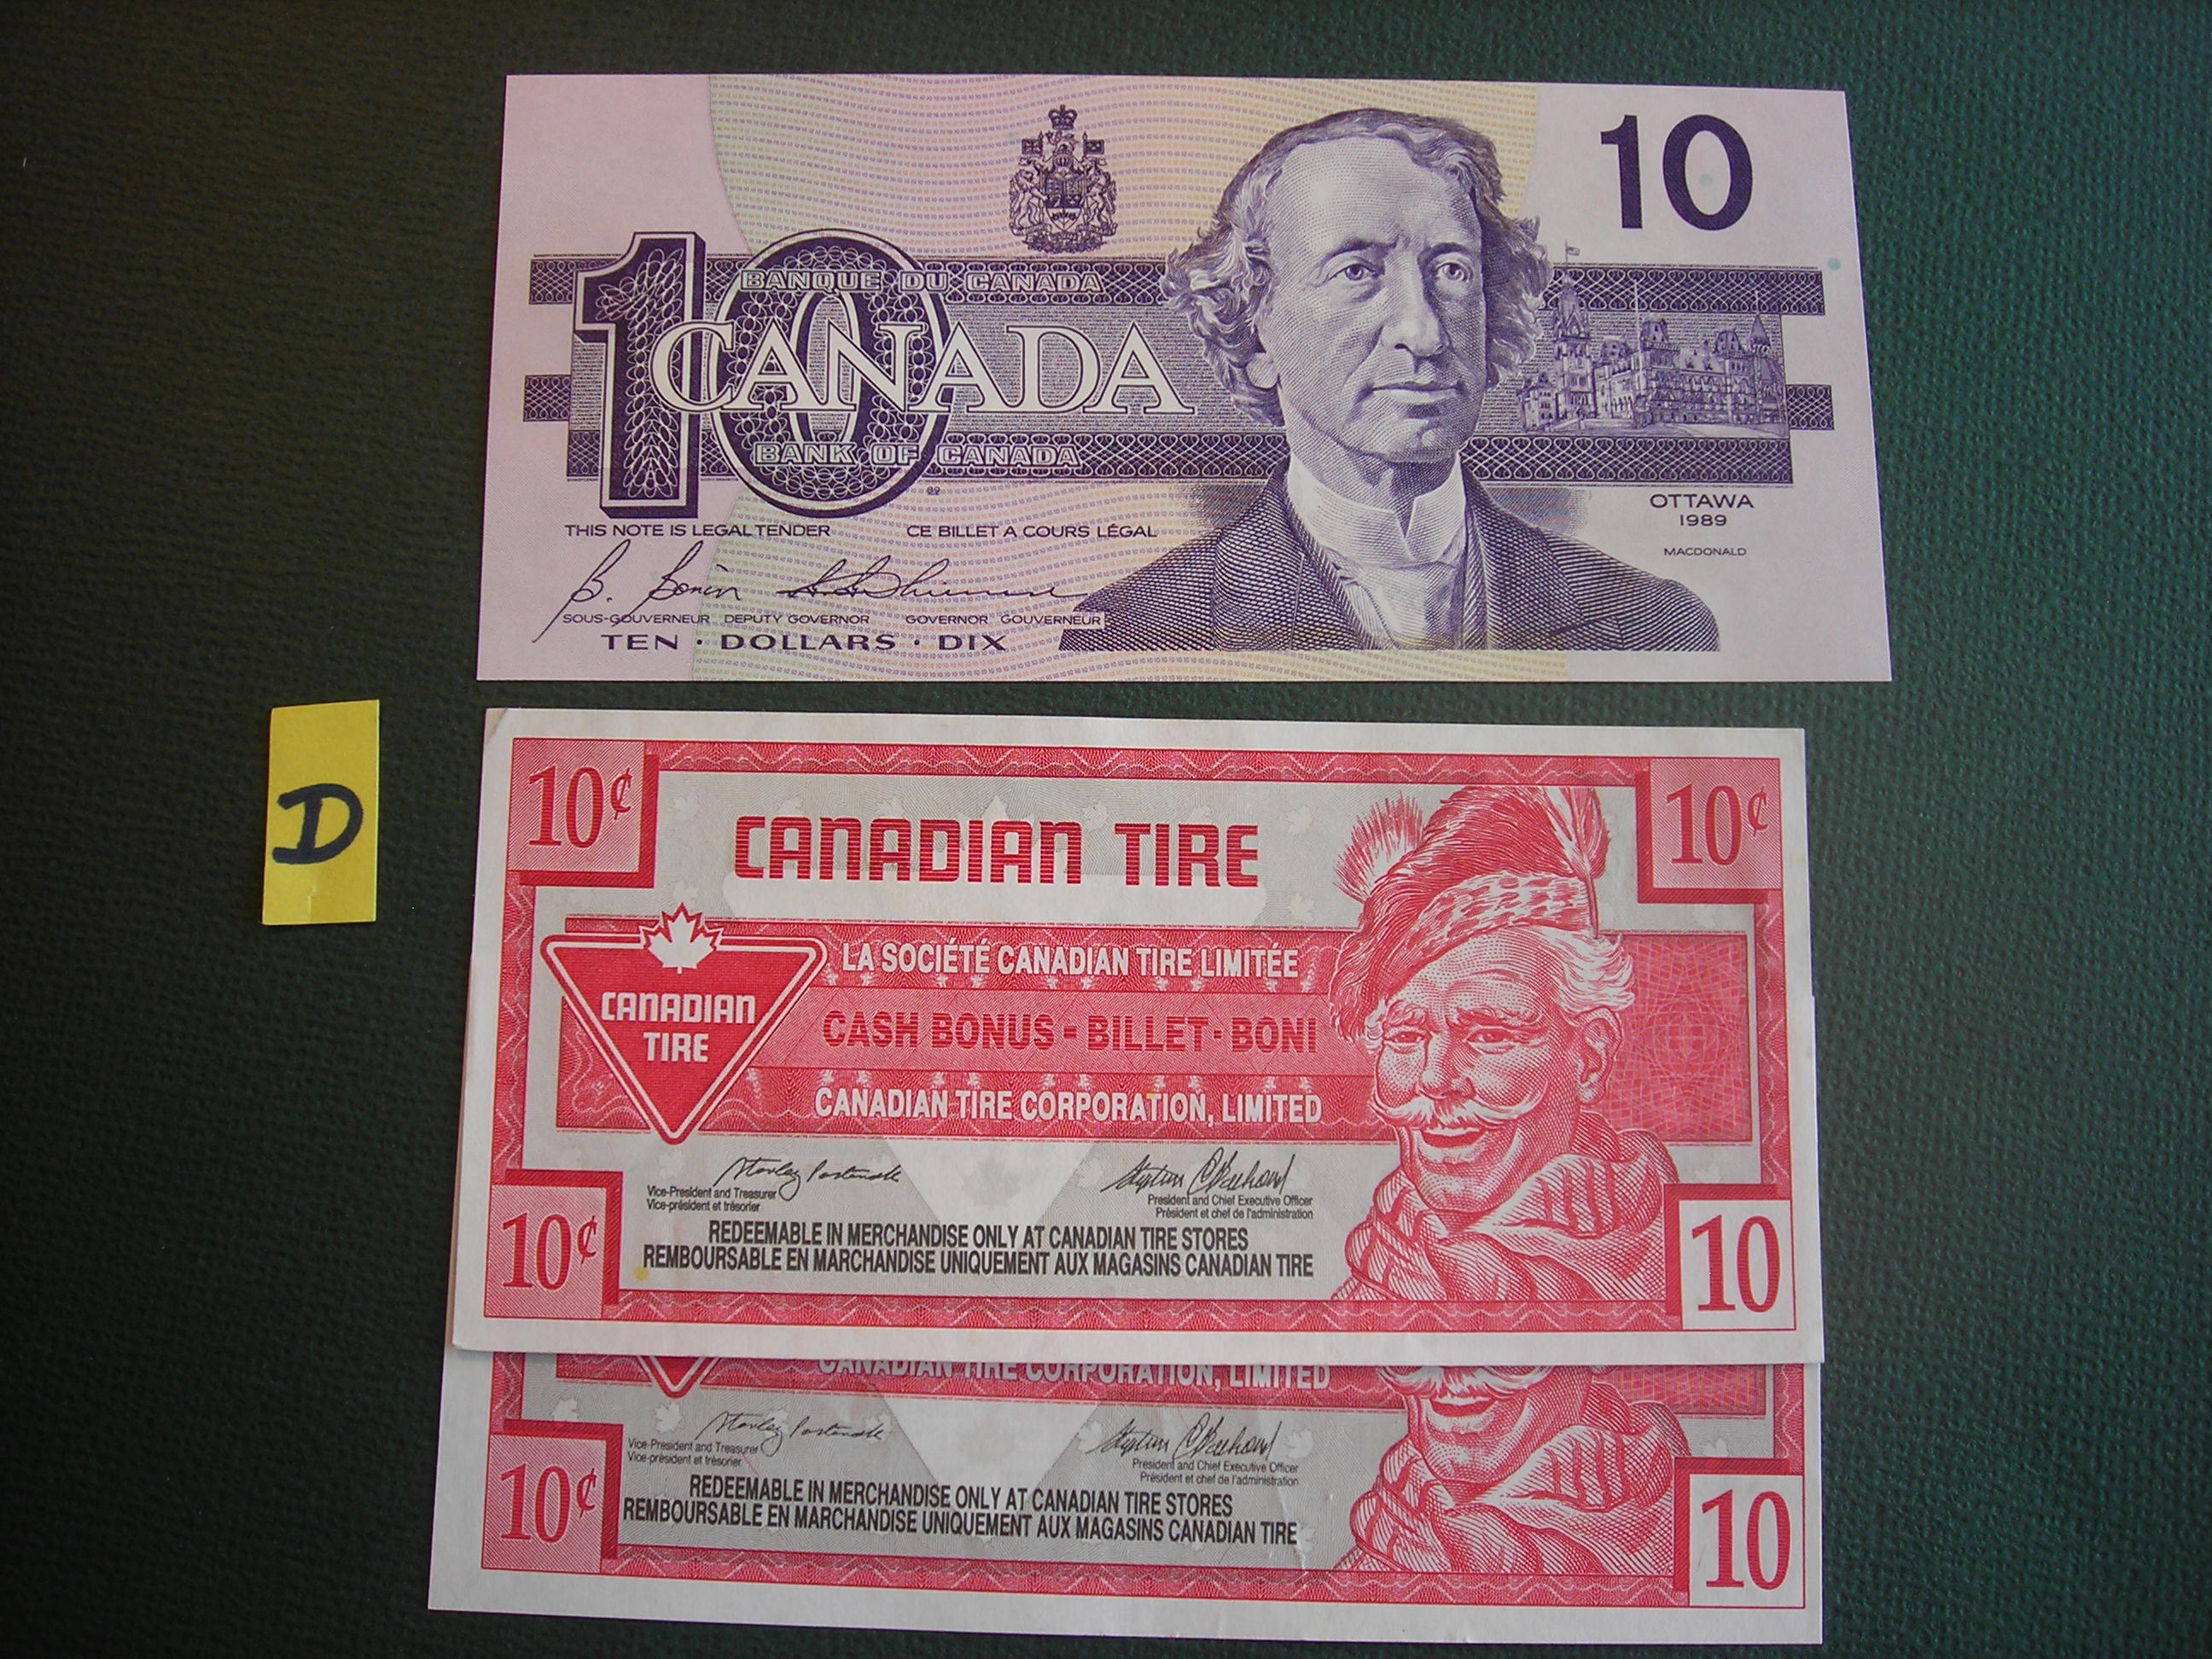 10
BANQUE DU CANADA
10 CANADA
BANK OF CANADA
OTTAWA
1989
MACDONALD
THIS NOTE IS LEGAL TENDER CE BILLET A COURS LÉGAL
SOUS-GOUVERNEUR DEPUTY GOVERNOR GOVERNOR GOUVERNEUR
TEN · DOLLARS · DIX
D
10¢ 10¢
CANADIAN TIRE
LA SOCIÉTÉ CANADIAN TIRE LIMITÉE
CANADIAN
TIRE
CASH BONUS - BILLET - BONI
CANADIAN TIRE CORPORATION, LIMITED
Vice-President and Treasurer President and Chief Executive Officer
Vice-président et trésorier Président et chef de l'administration
REDEEMABLE IN MERCHANDISE ONLY AT CANADIAN TIRE STORES
REMBOURSABLE EN MARCHANDISE UNIQUEMENT AUX MAGASINS CANADIAN TIRE
10¢ 10
CANADIAN TIRE CORPORATION, LIMITED
Vice-President and Treasurer President and Chief Executive Officer
Vice-président et trésorier Président et chef de l'administration
REDEEMABLE IN MERCHANDISE ONLY AT CANADIAN TIRE STORES
REMBOURSABLE EN MARCHANDISE UNIQUEMENT AUX MAGASINS CANADIAN TIRE
10¢ 10